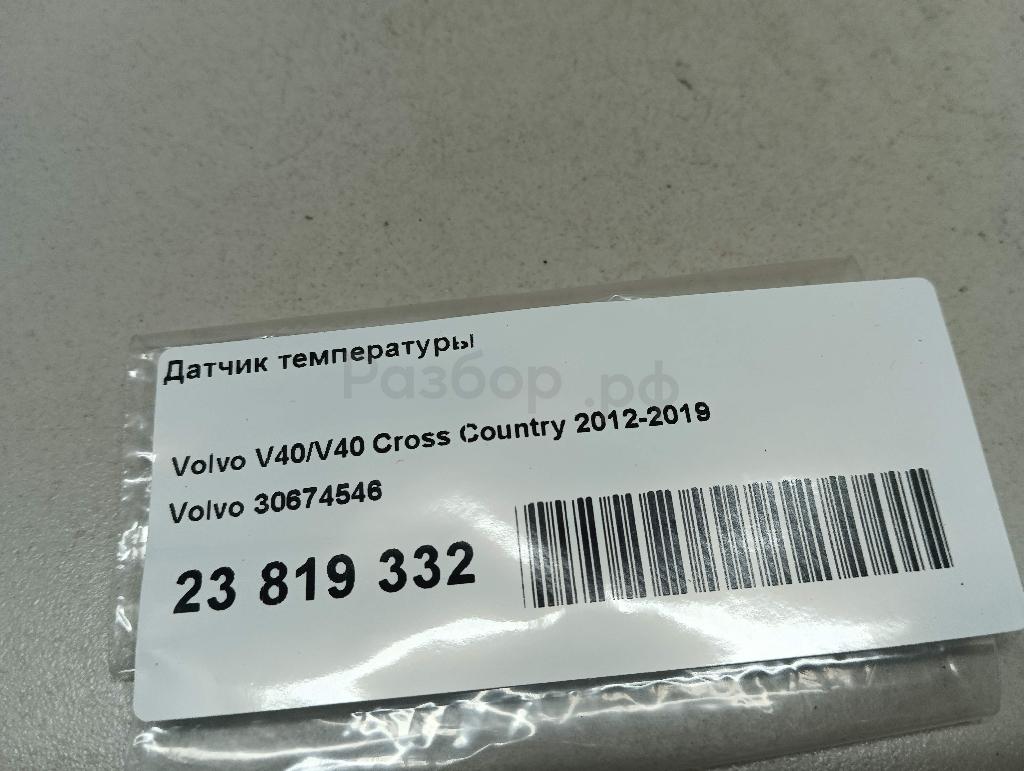 Датчик температуры
Разбор.рф
Volvo V40/V40 Cross Country 2012-2019
Volvo 30674546
23 819 332